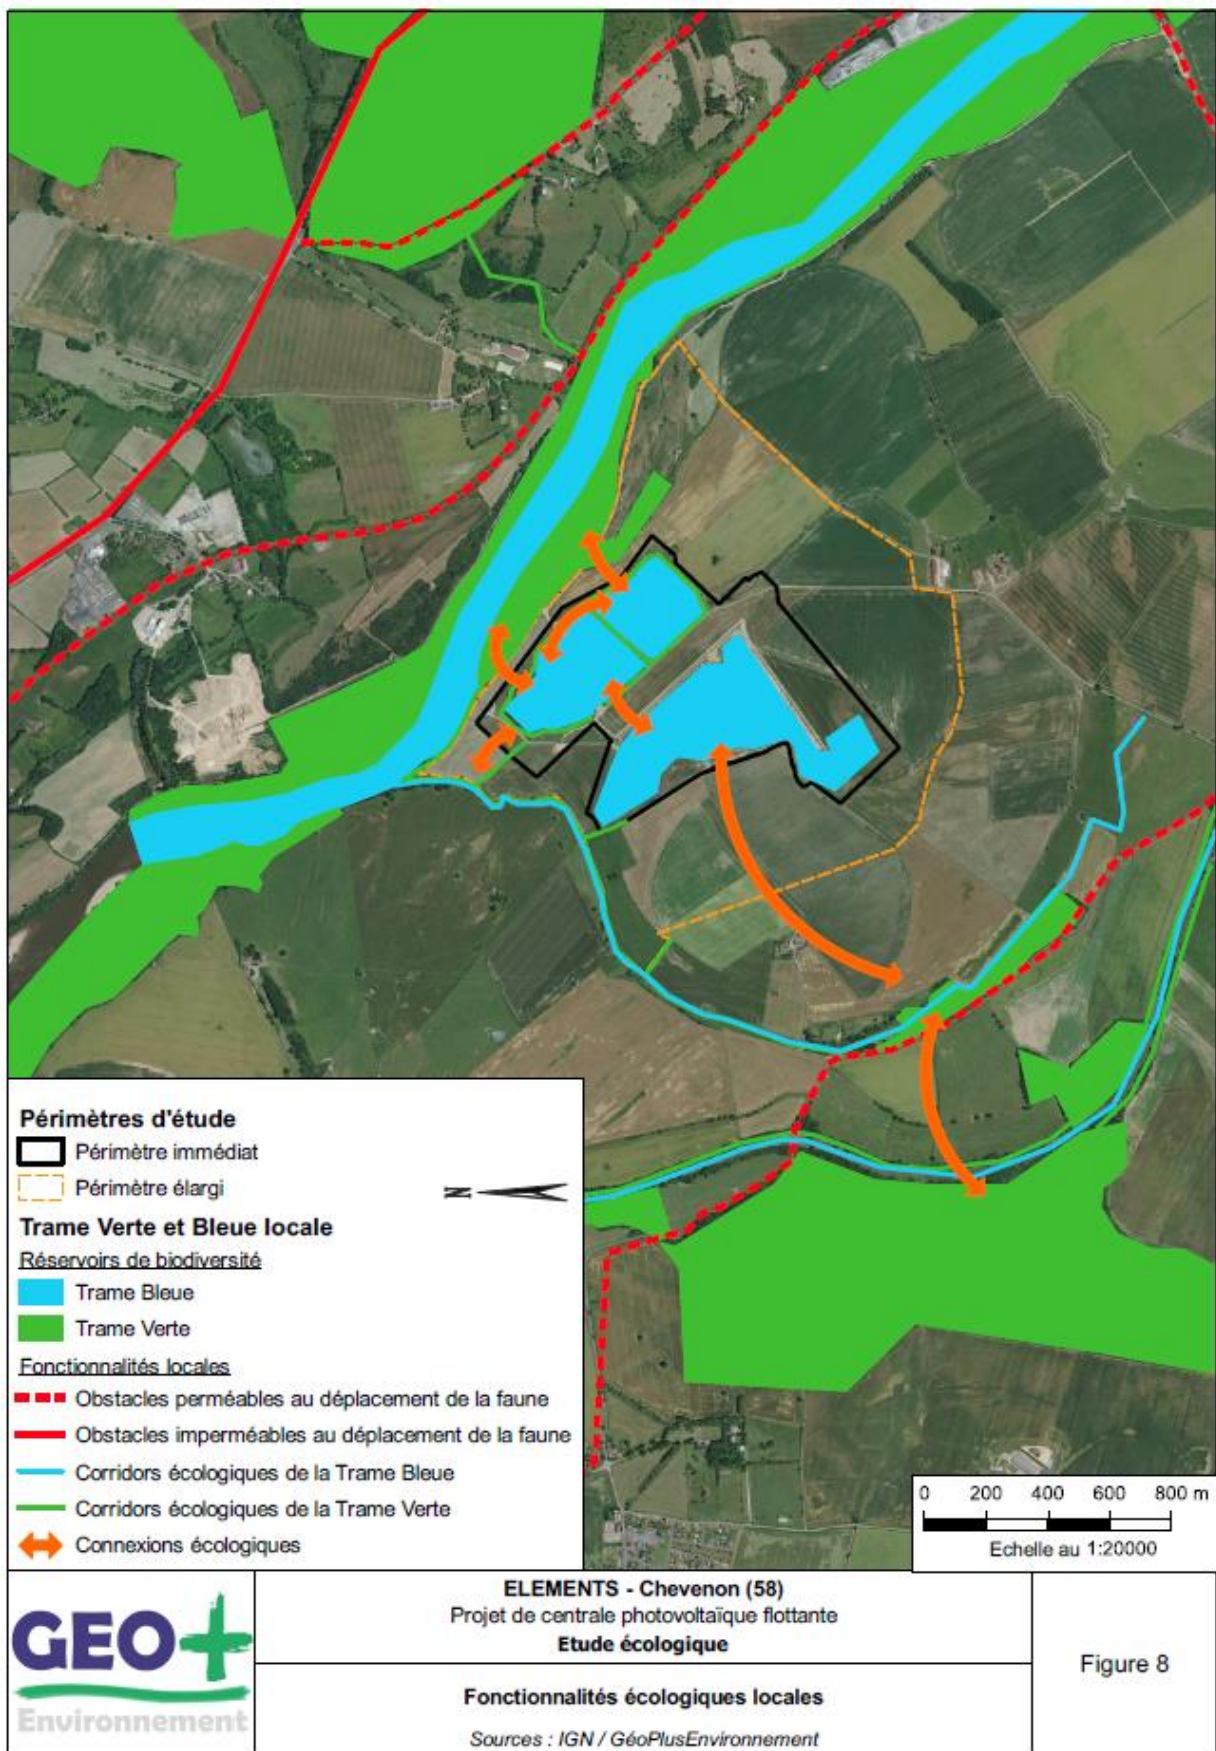 Périmètres d'étude
Périmètre immédiat
Périmètre élargi
N
Trame Verte et Bleue locale
Réservoirs de biodiversité
Trame Bleue
Trame Verte
Fonctionnalités locales
Obstacles perméables au déplacement de la faune
Obstacles imperméables au déplacement de la faune
Corridors écologiques de la Trame Bleue
Corridors écologiques de la Trame Verte
Connexions écologiques
0 200 400 600 800 m
Echelle au 1:20000
GEO+
Environnement
ELEMENTS - Chevenon (58)
Projet de centrale photovoltaïque flottante
Etude écologique
Fonctionnalités écologiques locales
Sources : IGN / GéoPlusEnvironnement
Figure 8